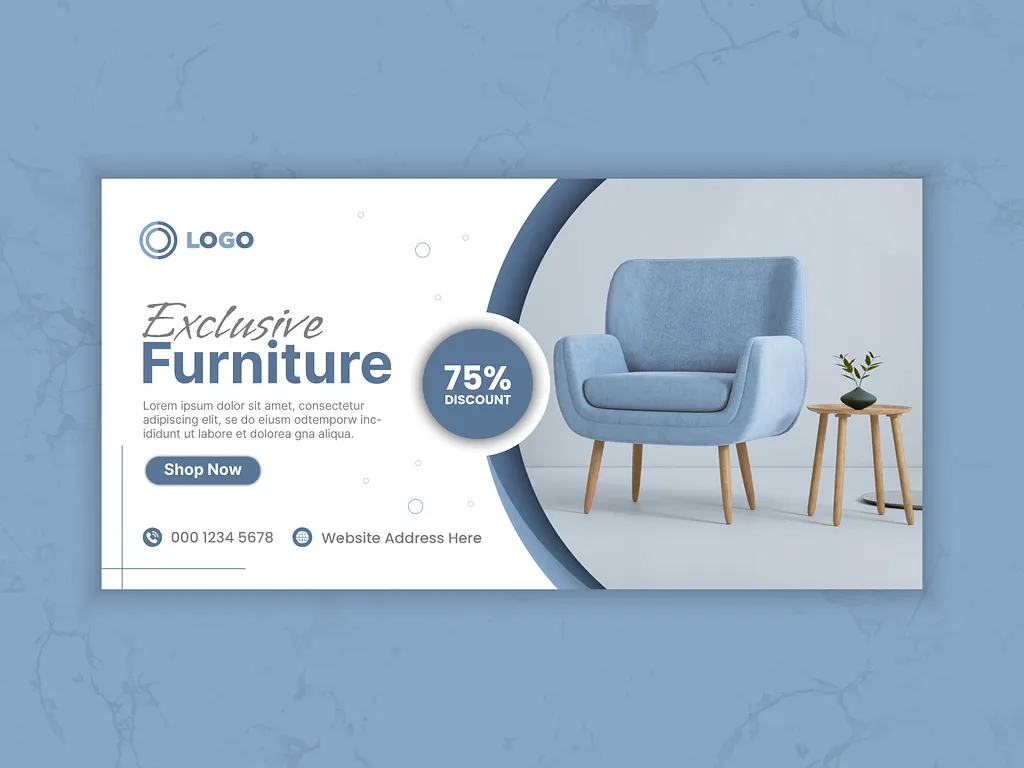 LOGO
Exclusive
Furniture
Lorem ipsum dolor sit amet, consectetur
adipiscing elit, se do eiusm odtemporw inc-
ididunt ut labore et dolorea gna aliqua.
Shop Now
75%
DISCOUNT
000 1234 5678
Website Address Here